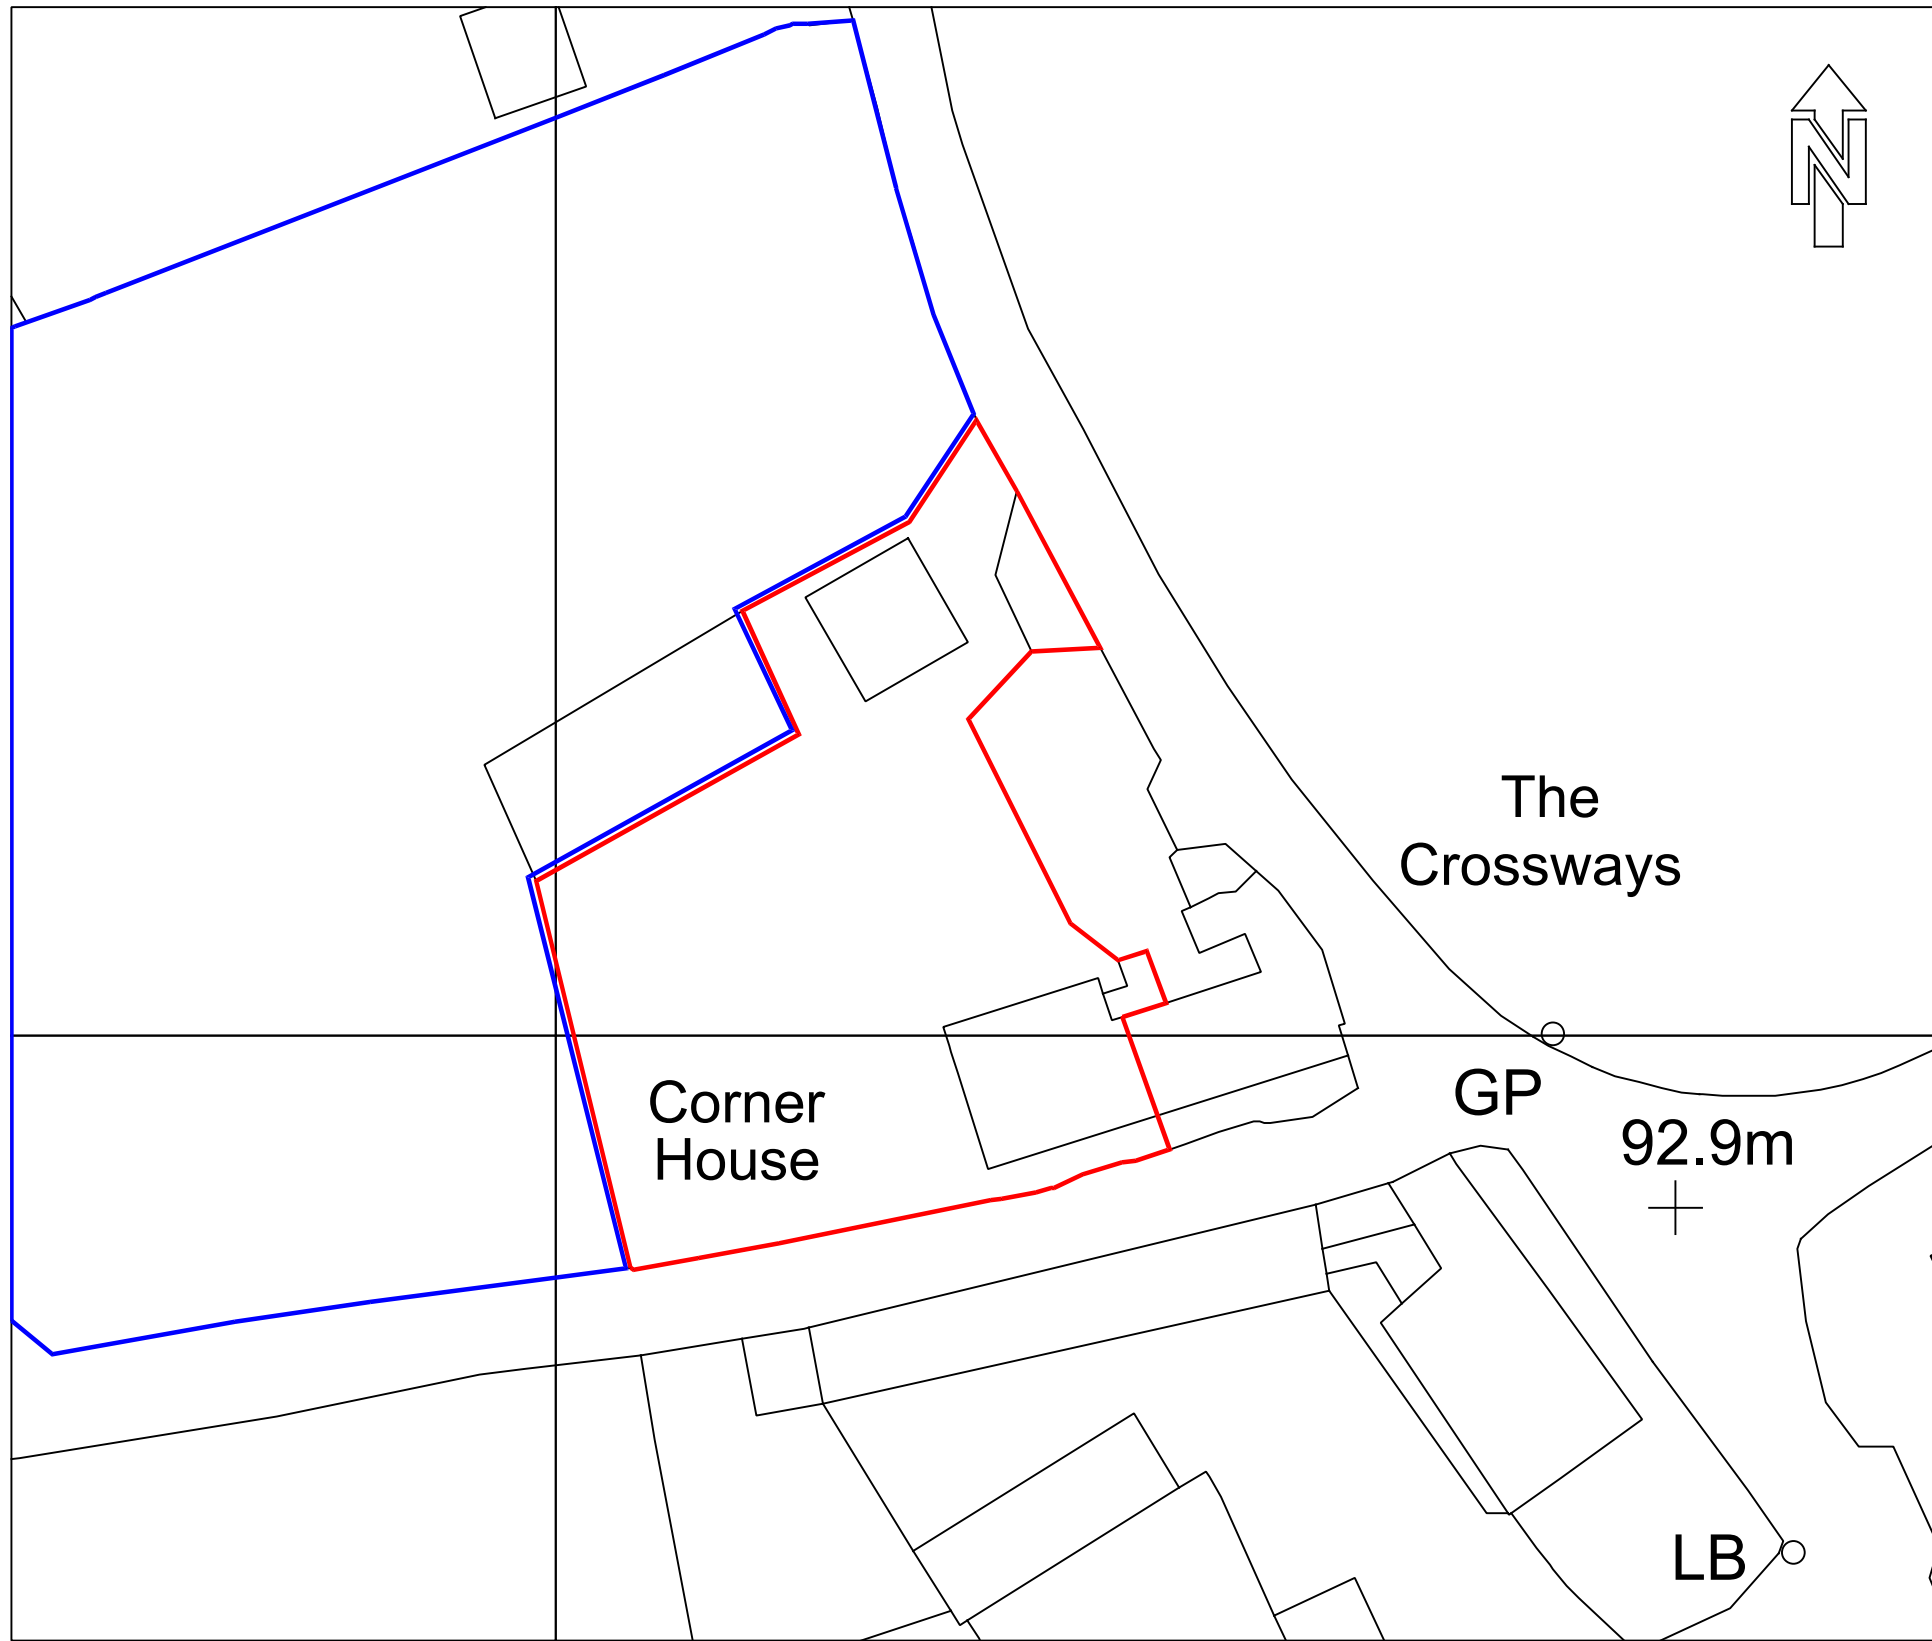 N
The
Crossways
Corner
House
GP
92.9m
LB